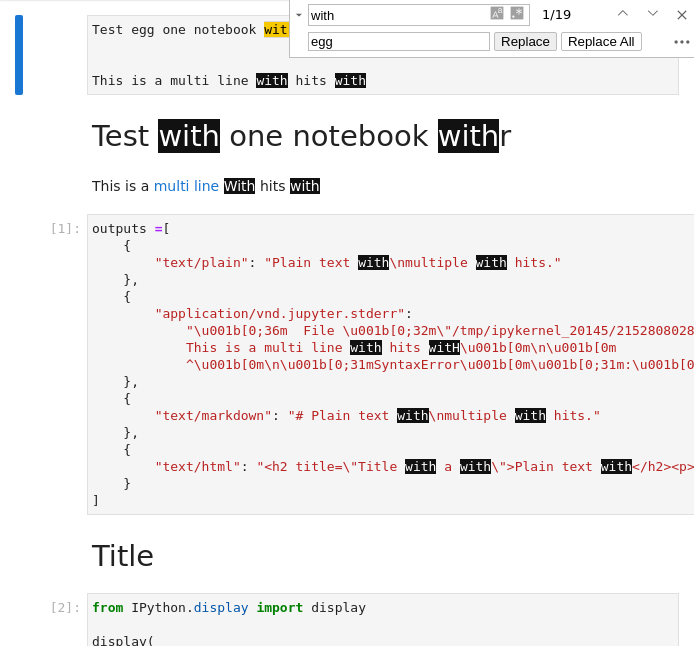 with 1/19
egg Replace Replace All
Test egg one notebook wit
This is a multi line with hits with
Test with one notebook withr
This is a multi line With hits with
[1]: outputs =[
{
"text/plain": "Plain text with\nmultiple with hits."
},
{
"application/vnd.jupyter.stderr":
"\u001b[0;36m  File \u001b[0;32m\"/tmp/ipykernel_20145/2152808028
This is a multi line with hits witH\u001b[0m\n\u001b[0m
^\u001b[0m\n\u001b[0;31mSyntaxError\u001b[0m\u001b[0;31m:\u001b[0
},
{
"text/markdown": "# Plain text with\nmultiple with hits."
},
{
"text/html": "<h2 title=\"Title with a with\">Plain text with</h2><p>
}
]
Title
[2]: from IPython.display import display
display(